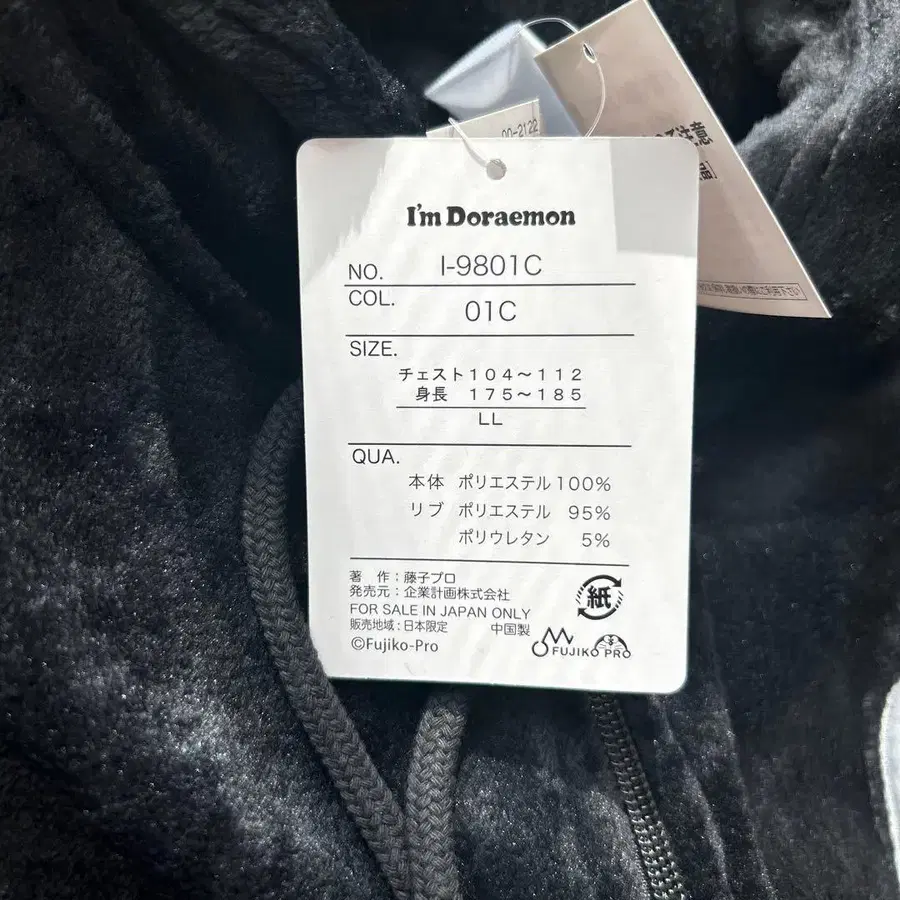 00-2122
注意
I'm Doraemon
NO. I-9801C
COL. 01C
SIZE.
チェスト104～112
身長 175～185
LL
QUA.
本体 ポリエステル100%
リブ ポリエステル 95%
ポリウレタン 5%
著 作：藤子プロ
発売元：企業計画株式会社
紙
FOR SALE IN JAPAN ONLY
販売地域：日本限定 中国製
©Fujiko-Pro
FUJIKO PRO